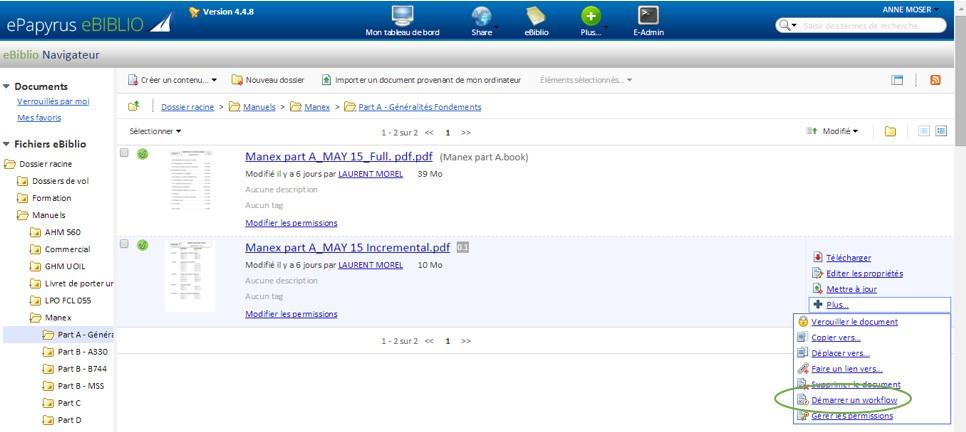 ePapyrus eBIBLIO
Version 4.4.8
Mon tableau de bord
Share
eBiblio
Plus...
E-Admin
ANNE MOSER
Saisir des termes de recherche...
eBiblio Navigateur
Documents
Verrouillés par moi
Mes favoris
Fichiers eBiblio
Dossier racine
Dossiers de vol
Formation
Manuels
AHM 560
Commercial
GHM UOIL
Livret de porter un
LPO FCL 055
Manex
Part A - Généra
Part B - A330
Part B - B744
Part B - MSS
Part C
Part D
Créer un contenu... Nouveau dossier Importer un document provenant de mon ordinateur Éléments sélectionnés...
Dossier racine > Manuels > Manex > Part A - Généralités Fondements
Sélectionner 1 - 2 sur 2 << 1 >> Modifié
Manex part A_MAY 15_Full. pdf.pdf (Manex part A.book)
Modifié il y a 6 jours par LAURENT MOREL 39 Mo
Aucune description
Aucun tag
Modifier les permissions
Manex part A_MAY 15 Incremental.pdf 0.1
Modifié il y a 6 jours par LAURENT MOREL 10 Mo
Aucune description
Aucun tag
Modifier les permissions
Télécharger
Editer les propriétés
Mettre à jour
Plus...
Verouiller le document
Copier vers...
Déplacer vers...
Faire un lien vers...
Supprimer le document
Démarrer un workflow
Gérer les permissions
1 - 2 sur 2 << 1 >>